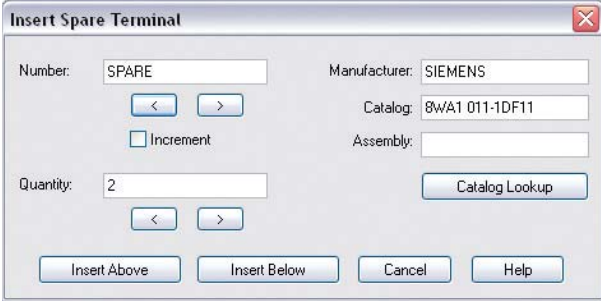 Insert Spare Terminal
Number: SPARE
Manufacturer: SIEMENS
< >
Catalog: 8WA1 011-1DF11
Increment
Assembly:
Quantity: 2
Catalog Lookup
< >
Insert Above Insert Below Cancel Help